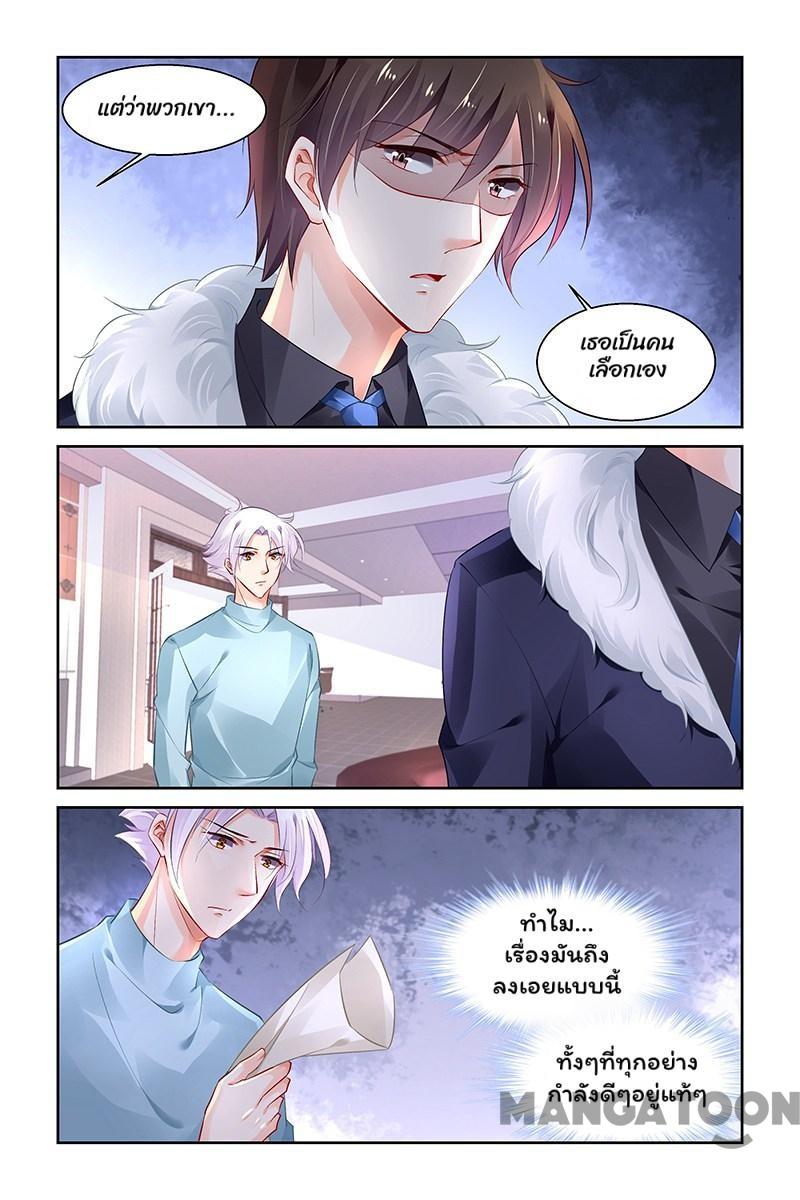 แต่ว่าพวกเขา...
เธอเป็นคน
เลือกเอง
ทำไม...
เรื่องมันถึง
ลงเอยแบบนี้
ทั้งๆที่ทุกอย่าง
กำลังดีๆอยู่แท้ๆ
MANGATOON